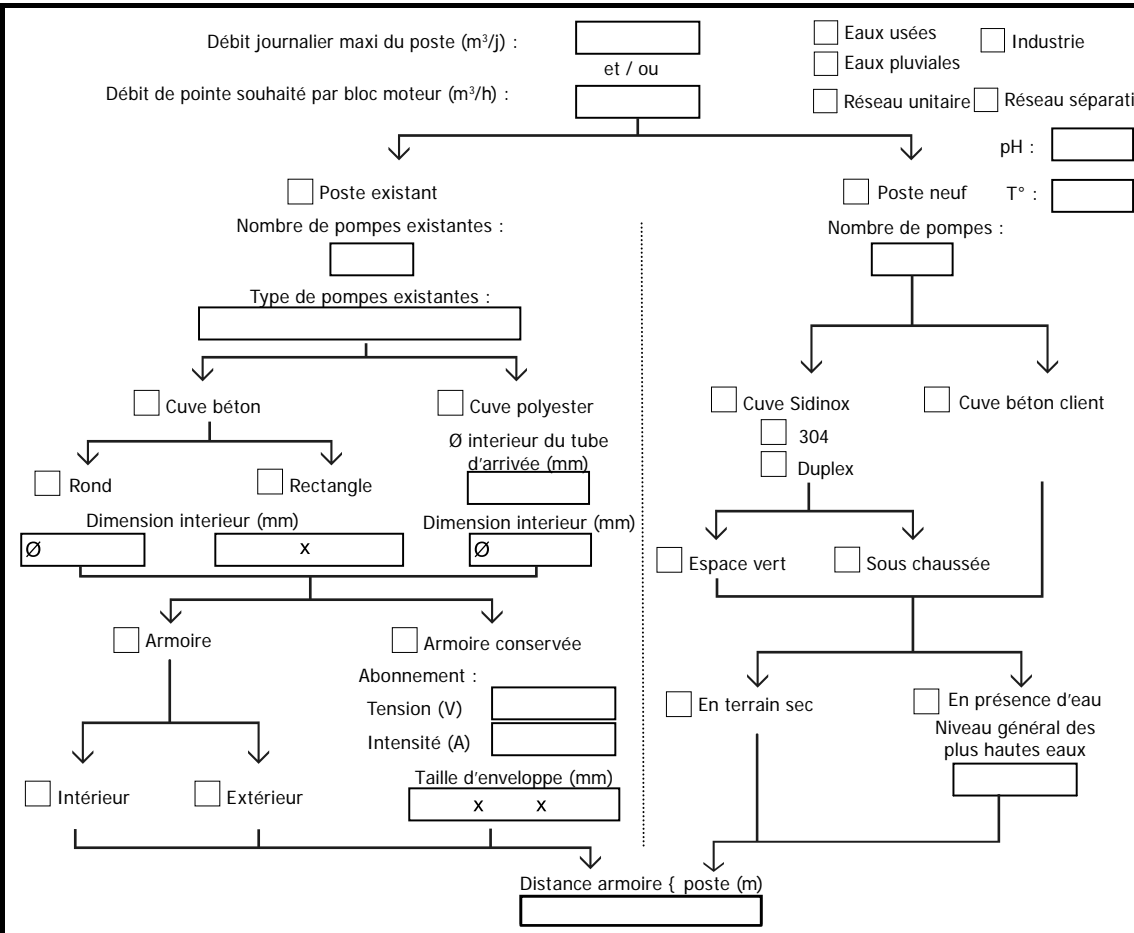 Débit journalier maxi du poste (m³/j) :
et / ou
Débit de pointe souhaité par bloc moteur (m³/h) :
Eaux usées
Industrie
Eaux pluviales
Réseau unitaire
Réseau séparati
pH :
T° :
Poste existant
Poste neuf
Nombre de pompes existantes :
Nombre de pompes :
Type de pompes existantes :
Cuve béton
Cuve polyester
Cuve Sidinox
Cuve béton client
304
Duplex
Ø interieur du tube
d'arrivée (mm)
Rond
Rectangle
Dimension interieur (mm)
Dimension interieur (mm)
Ø
x
Ø
Espace vert
Sous chaussée
Armoire
Armoire conservée
Abonnement :
Tension (V)
Intensité (A)
En terrain sec
En présence d'eau
Niveau général des
plus hautes eaux
Taille d'enveloppe (mm)
x x
Intérieur
Extérieur
Distance armoire { poste (m)